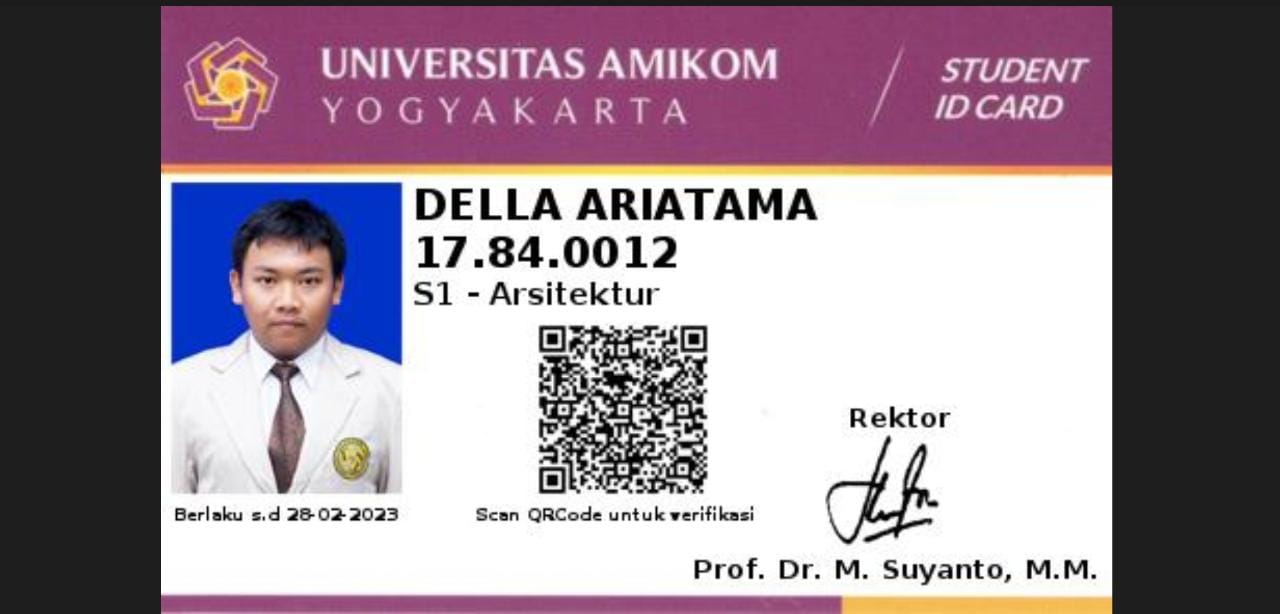 UNIVERSITAS AMIKOM
YOGYAKARTA
STUDENT
ID CARD
DELLA ARIATAMA
17.84.0012
S1 - Arsitektur
Rektor
Berlaku s.d 28-02-2023
Scan QRCode untuk verifikasi
Prof. Dr. M. Suyanto, M.M.